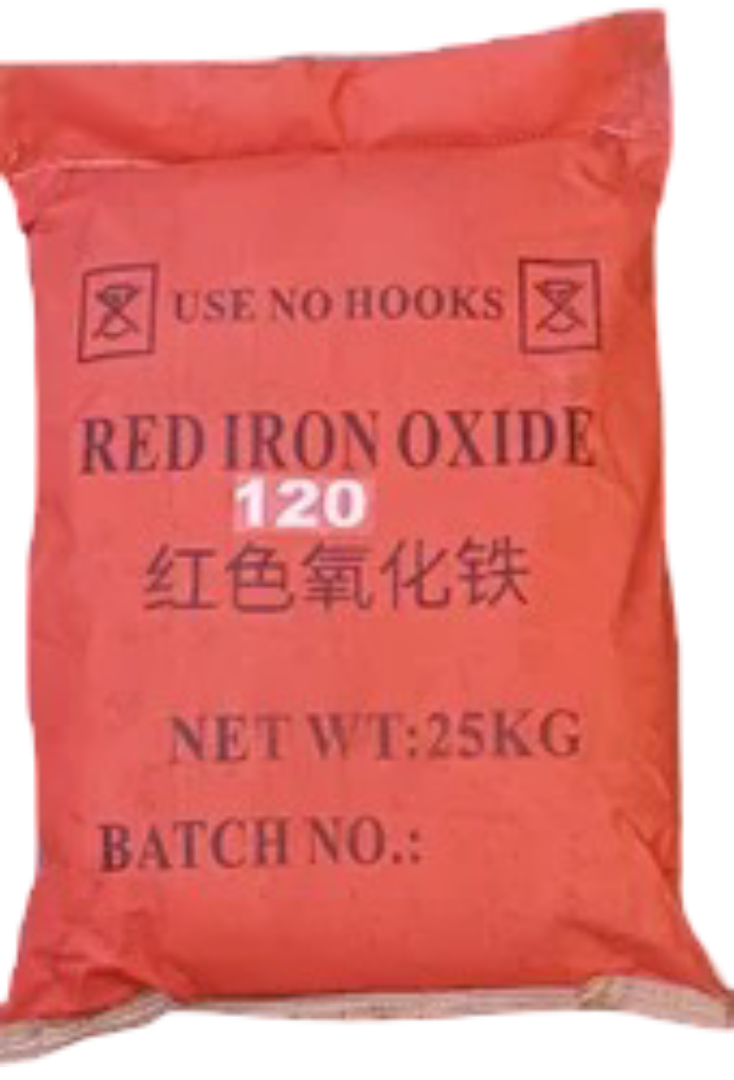 USE NO HOOKS
RED IRON OXIDE
120
红色氧化铁
NET WT:25KG
BATCH NO.: